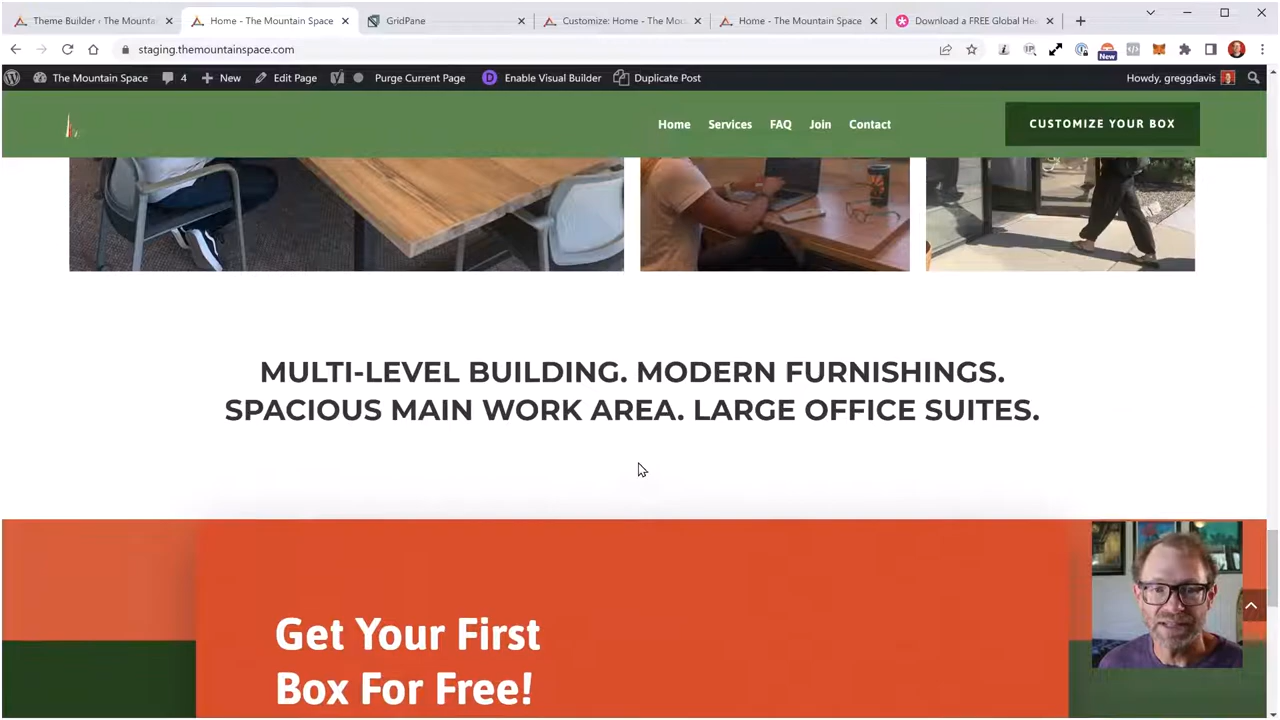 Theme Builder ‹ The Mountai
Home - The Mountain Space
GridPane
Customize: Home - The Mou
Home - The Mountain Space
Download a FREE Global He
staging.themountainspace.com
New
The Mountain Space
4
New
Edit Page
Purge Current Page
D
Enable Visual Builder
Duplicate Post
Howdy, greggdavis
Home
Services
FAQ
Join
Contact
CUSTOMIZE YOUR BOX
MULTI-LEVEL BUILDING. MODERN FURNISHINGS.
SPACIOUS MAIN WORK AREA. LARGE OFFICE SUITES.
Get Your First
Box For Free!